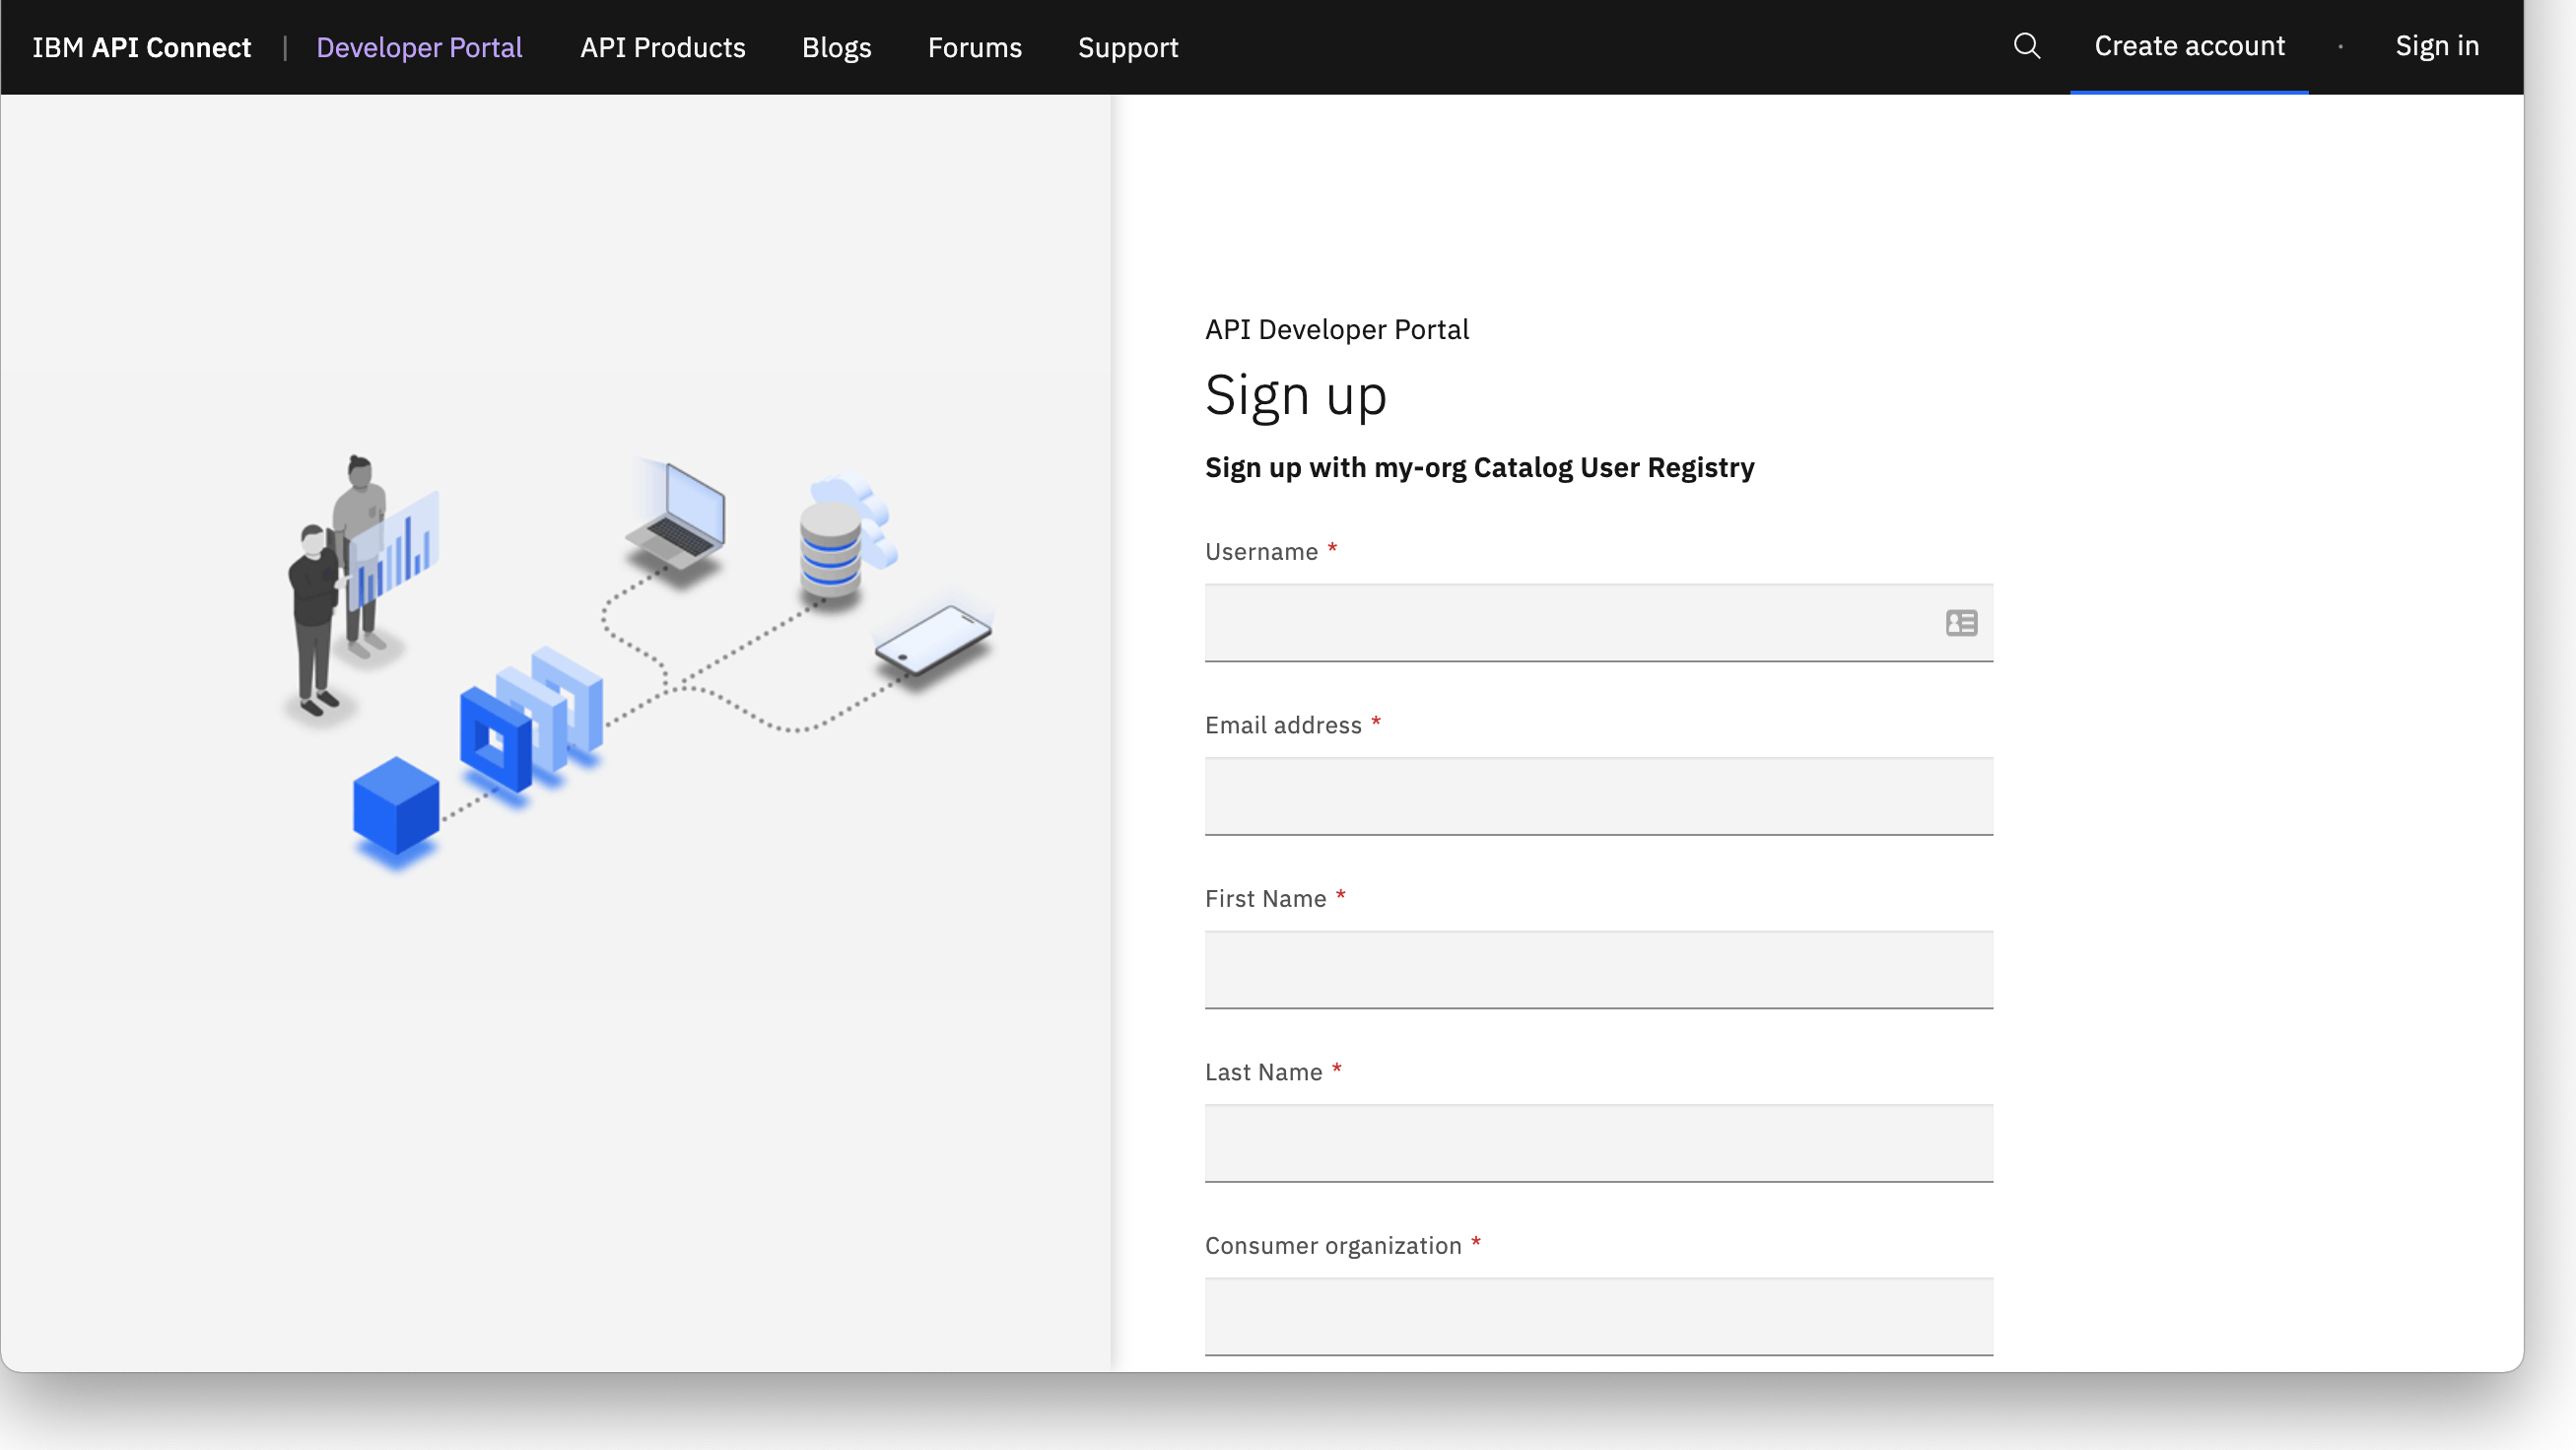 IBM API Connect | Developer Portal API Products Blogs Forums Support Create account · Sign in
API Developer Portal
Sign up
Sign up with my-org Catalog User Registry
Username *
Email address *
First Name *
Last Name *
Consumer organization *